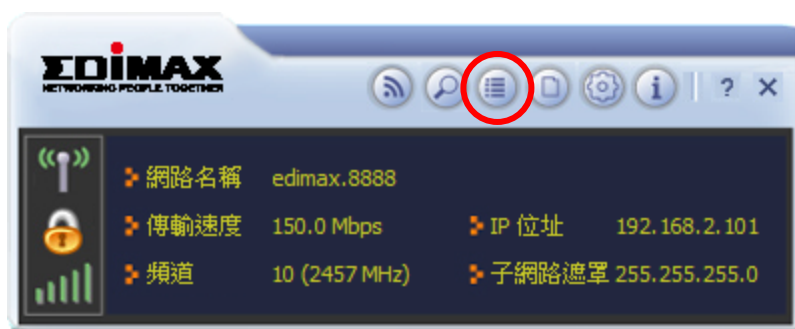 EDIMAX
NETWORKING PEOPLE TOGETHER
網路名稱 edimax.8888
傳輸速度 150.0 Mbps IP 位址 192.168.2.101
頻道 10 (2457 MHz) 子網路遮罩 255.255.255.0